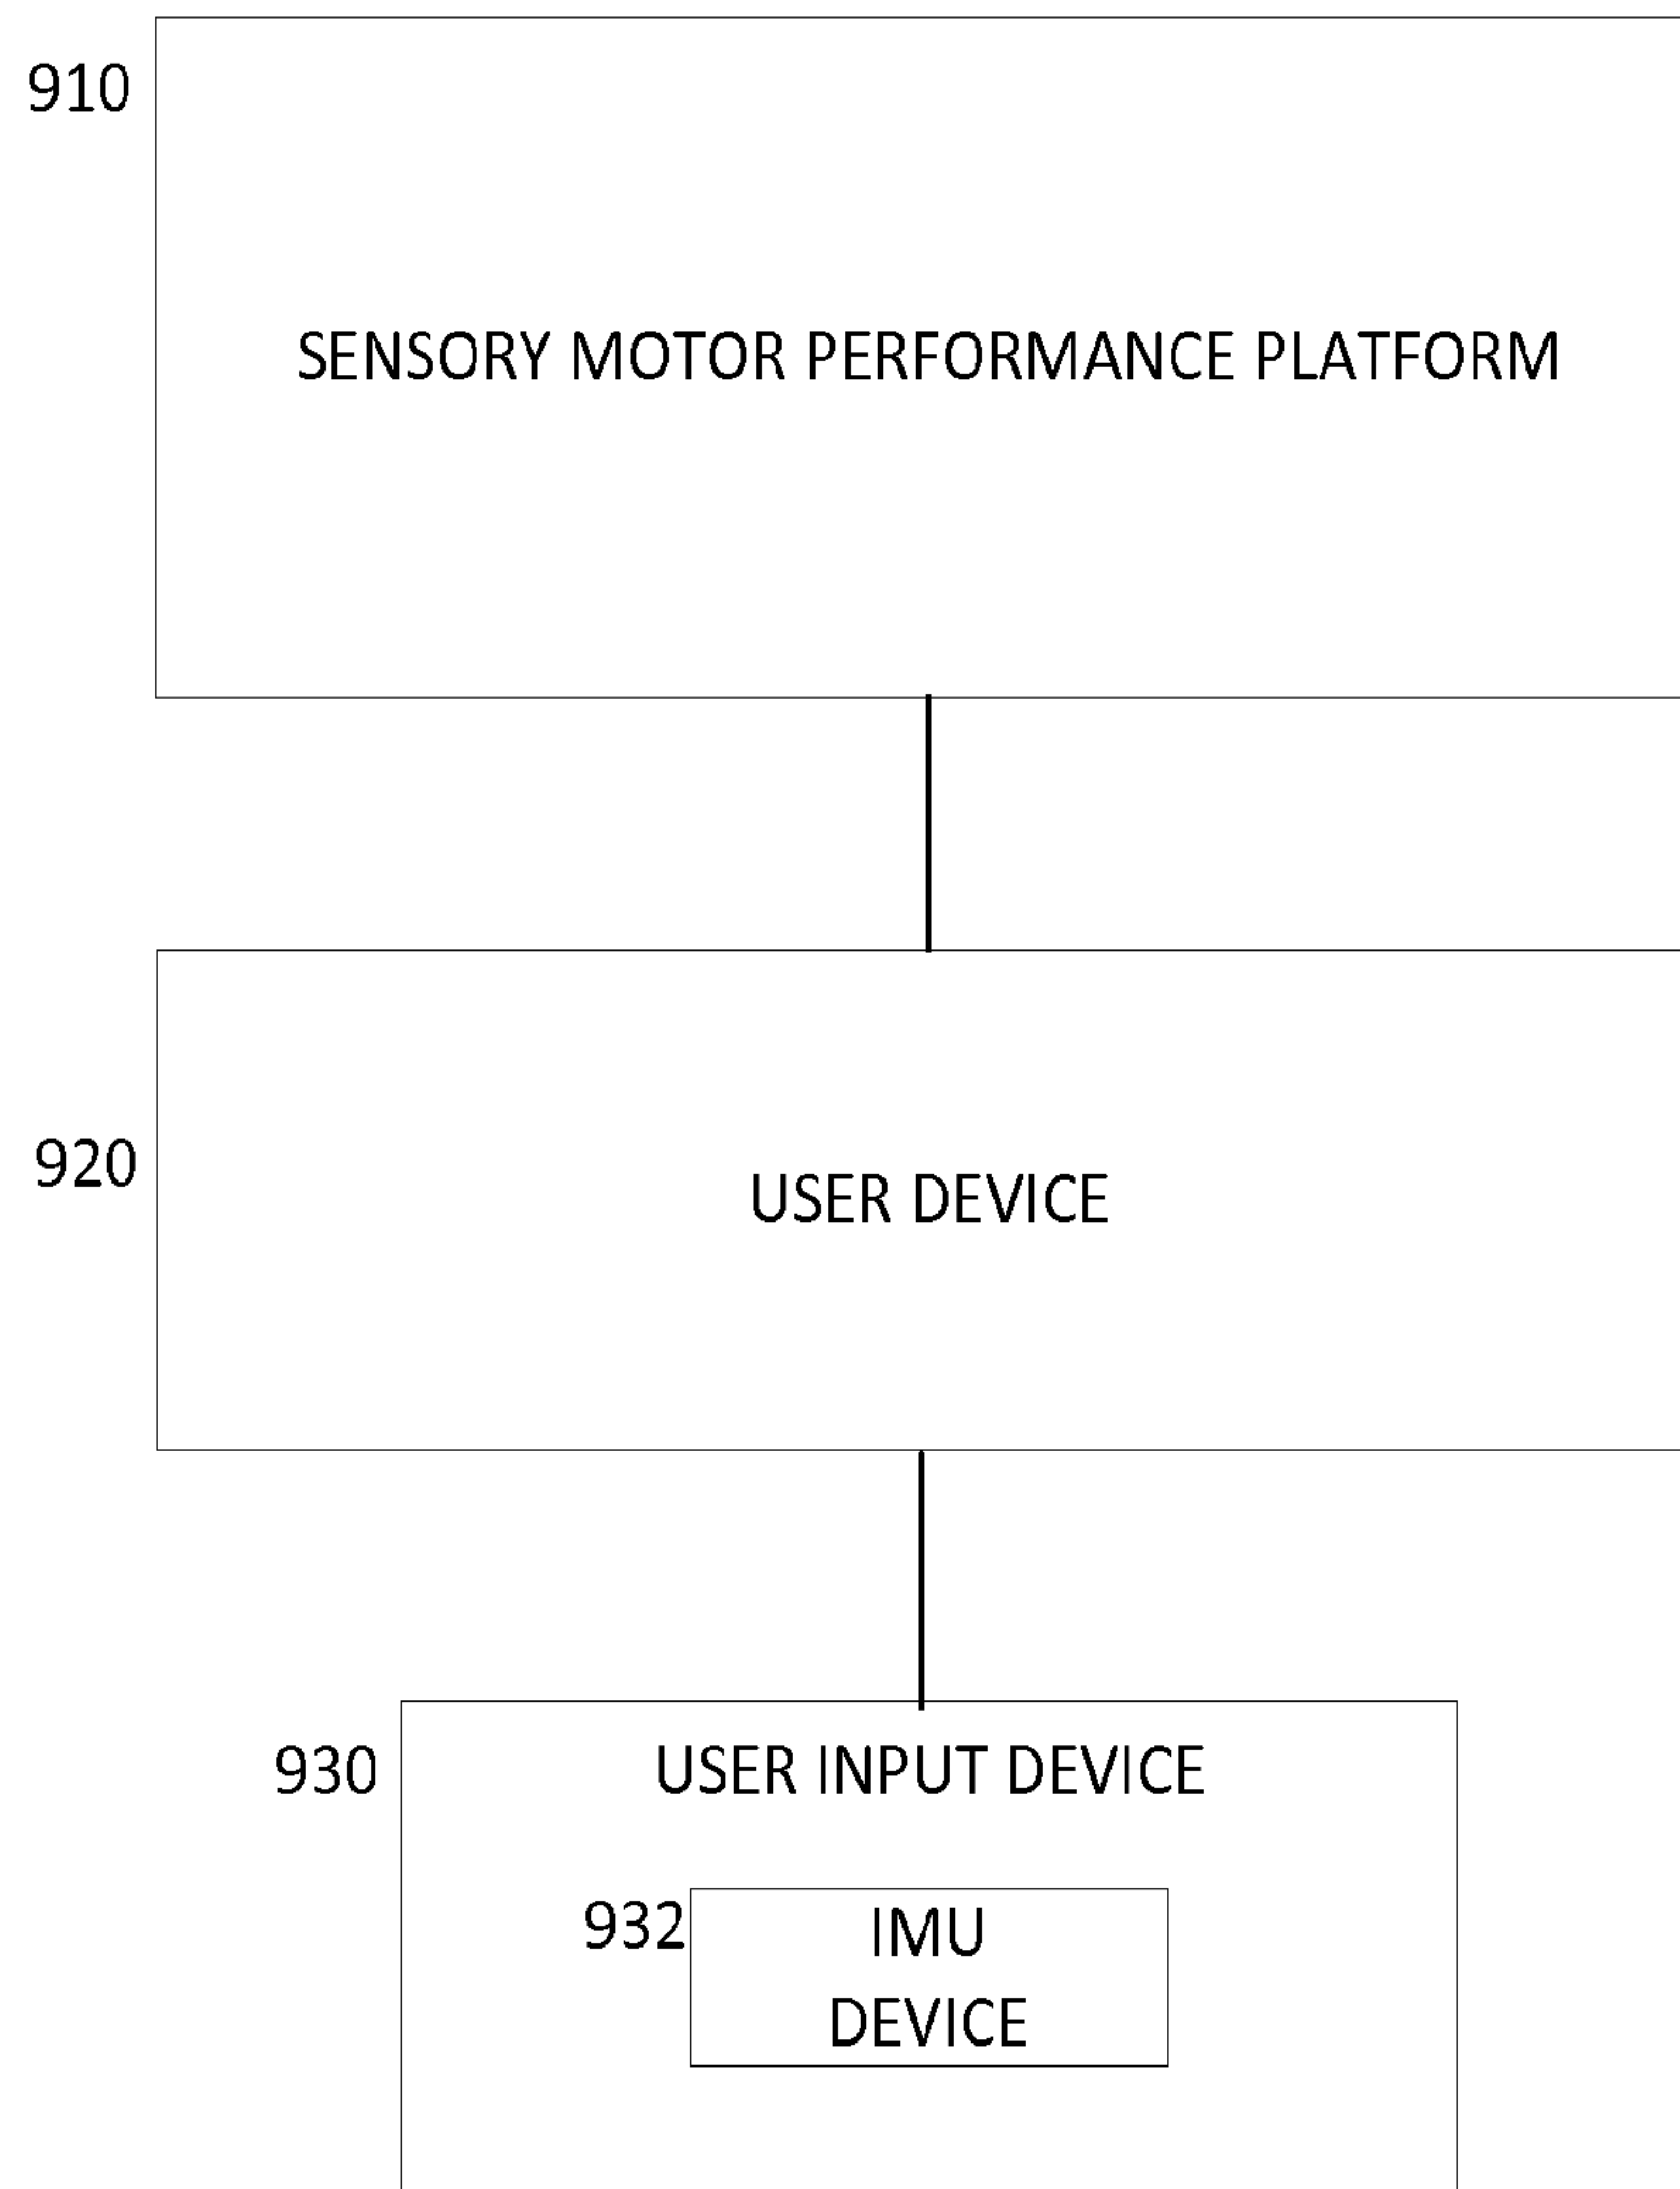 910
SENSORY MOTOR PERFORMANCE PLATFORM
920
USER DEVICE
930
USER INPUT DEVICE
932
IMU
DEVICE